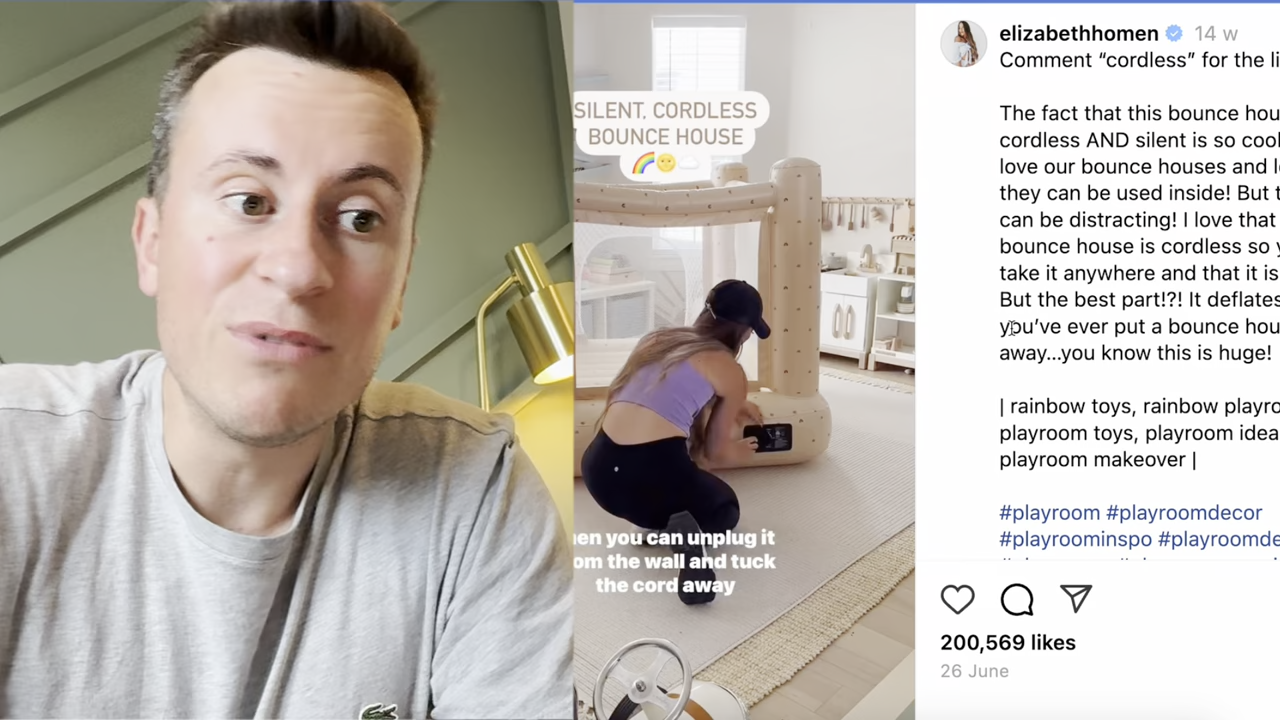 SILENT, CORDLESS
BOUNCE HOUSE
en you can unplug it
om the wall and tuck
the cord away
elizabethhomen 14 w
Comment “cordless” for the li
The fact that this bounce hou
cordless AND silent is so cool
love our bounce houses and l
they can be used inside! But t
can be distracting! I love that
bounce house is cordless so y
take it anywhere and that it is
But the best part!?! It deflates
you’ve ever put a bounce hou
away...you know this is huge!
| rainbow toys, rainbow playro
playroom toys, playroom idea
playroom makeover |
#playroom #playroomdecor
#playroominspo #playroomde
200,569 likes
26 June